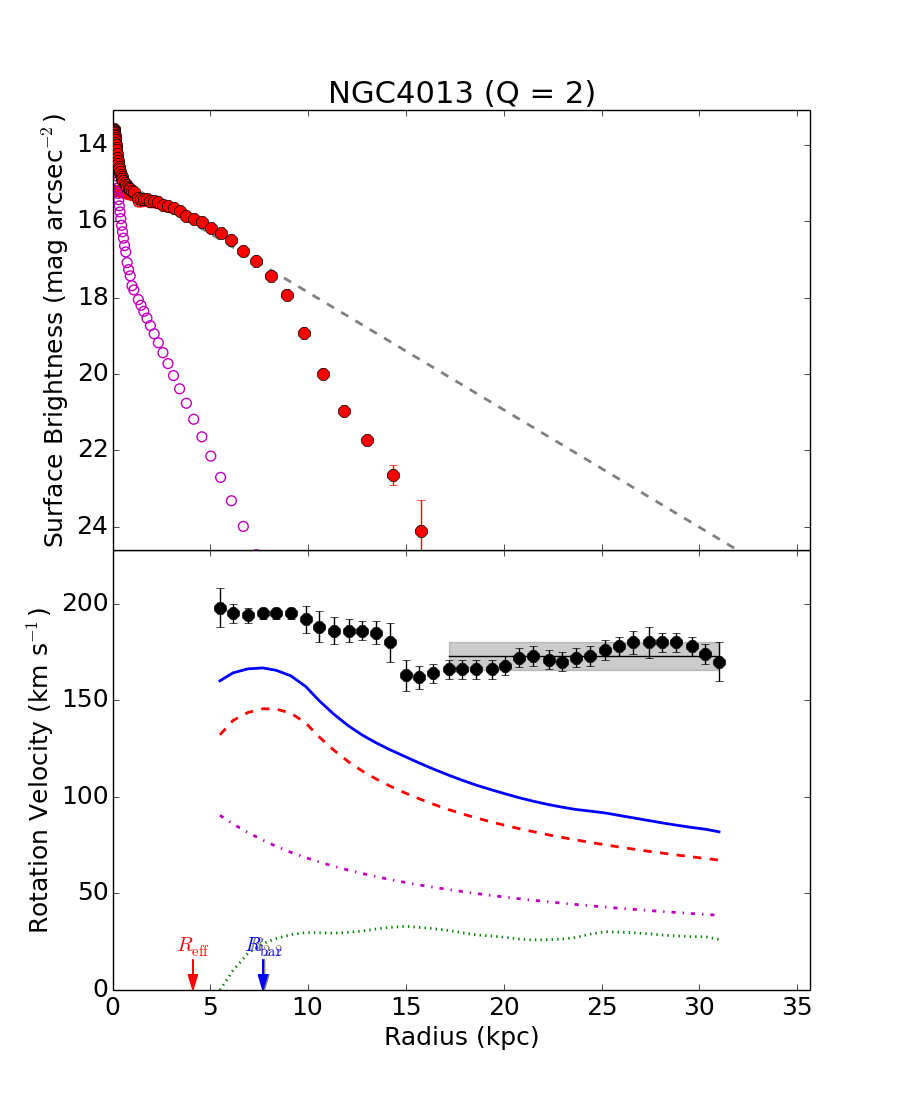 NGC4013 (Q = 2)
Surface Brightness (mag arcsec⁻²)
14
16
18
20
22
24
Rotation Velocity (km s⁻¹)
200
150
100
50
0
R_eff
R_bar
0 5 10 15 20 25 30 35
Radius (kpc)